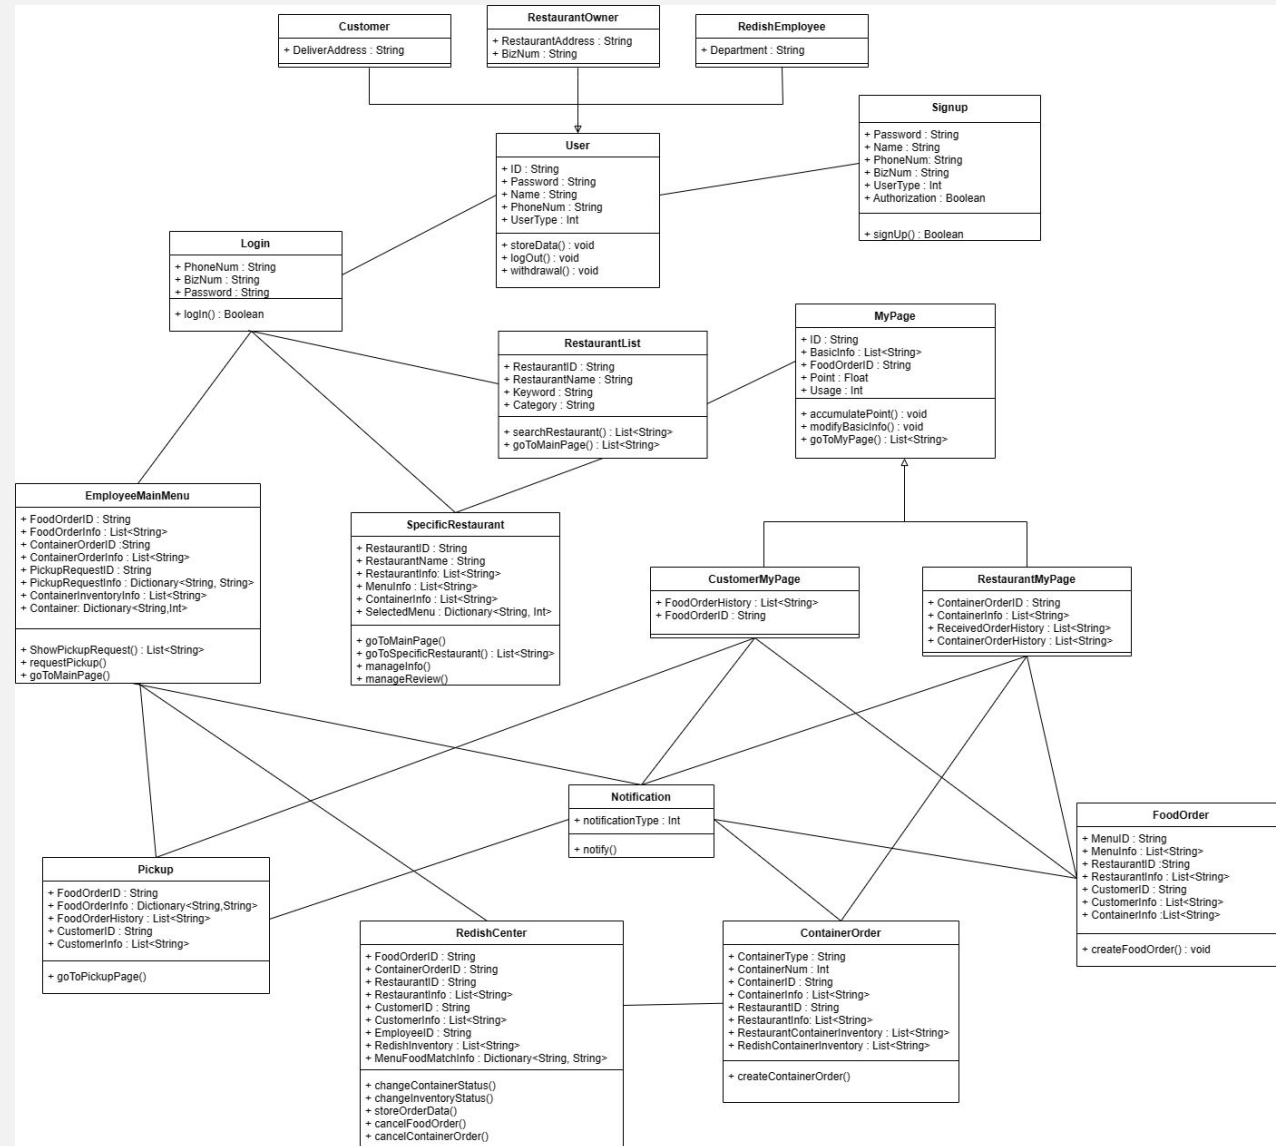 Customer
+ DeliverAddress : String
RestaurantOwner
+ RestaurantAddress : String
+ BizNum : String
RedishEmployee
+ Department : String
Signup
+ Password : String
+ Name : String
+ PhoneNum: String
+ BizNum : String
+ UserType : Int
+ Authorization : Boolean
+ signUp() : Boolean
User
+ ID : String
+ Password : String
+ Name : String
+ PhoneNum : String
+ UserType : Int
+ storeData() : void
+ logOut() : void
+ withdrawal() : void
Login
+ PhoneNum : String
+ BizNum : String
+ Password : String
+ logIn() : Boolean
RestaurantList
+ RestaurantID : String
+ RestaurantName : String
+ Keyword : String
+ Category : String
+ searchRestaurant() : List<String>
+ goToMainPage() : List<String>
MyPage
+ ID : String
+ BasicInfo : List<String>
+ FoodOrderID : String
+ Point : Float
+ Usage : Int
+ accumulatePoint() : void
+ modifyBasicInfo() : void
+ goToMyPage() : List<String>
EmployeeMainMenu
+ FoodOrderID : String
+ FoodOrderInfo : List<String>
+ ContainerOrderID :String
+ ContainerOrderInfo : List<String>
+ PickupRequestID : String
+ PickupRequestInfo : Dictionary<String, String>
+ ContainerInventoryInfo : List<String>
+ Container: Dictionary<String,Int>
+ ShowPickupRequest() : List<String>
+ requestPickup()
+ goToMainPage()
SpecificRestaurant
+ RestaurantID : String
+ RestaurantName : String
+ RestaurantInfo: List<String>
+ MenuInfo : List<String>
+ ContainerInfo : List<String>
+ SelectedMenu : Dictionary<String, Int>
+ goToMainPage()
+ goToSpecificRestaurant() : List<String>
+ manageInfo()
+ manageReview()
CustomerMyPage
+ FoodOrderHistory : List<String>
+ FoodOrderID : String
RestaurantMyPage
+ ContainerOrderID : String
+ ContainerInfo : List<String>
+ ReceivedOrderHistory : List<String>
+ ContainerOrderHistory : List<String>
Notification
+ notificationType : Int
+ notify()
FoodOrder
+ MenuID : String
+ MenuInfo : List<String>
+ RestaurantID :String
+ RestaurantInfo : List<String>
+ CustomerID : String
+ CustomerInfo : List<String>
+ ContainerInfo :List<String>
+ createFoodOrder() : void
Pickup
+ FoodOrderID : String
+ FoodOrderInfo : Dictionary<String,String>
+ FoodOrderHistory : List<String>
+ CustomerID : String
+ CustomerInfo : List<String>
+ goToPickupPage()
RedishCenter
+ FoodOrderID : String
+ ContainerOrderID : String
+ RestaurantID : String
+ RestaurantInfo : List<String>
+ CustomerID : String
+ CustomerInfo : List<String>
+ EmployeeID : String
+ RedishInventory : List<String>
+ MenuFoodMatchInfo : Dictionary<String, String>
+ changeContainerStatus()
+ changeInventoryStatus()
+ storeOrderData()
+ cancelFoodOrder()
+ cancelContainerOrder()
ContainerOrder
+ ContainerType : String
+ ContainerNum : Int
+ ContainerID : String
+ ContainerInfo : List<String>
+ RestaurantID : String
+ RestaurantInfo: List<String>
+ RestaurantContainerInventory : List<String>
+ RedishContainerInventory : List<String>
+ createContainerOrder()